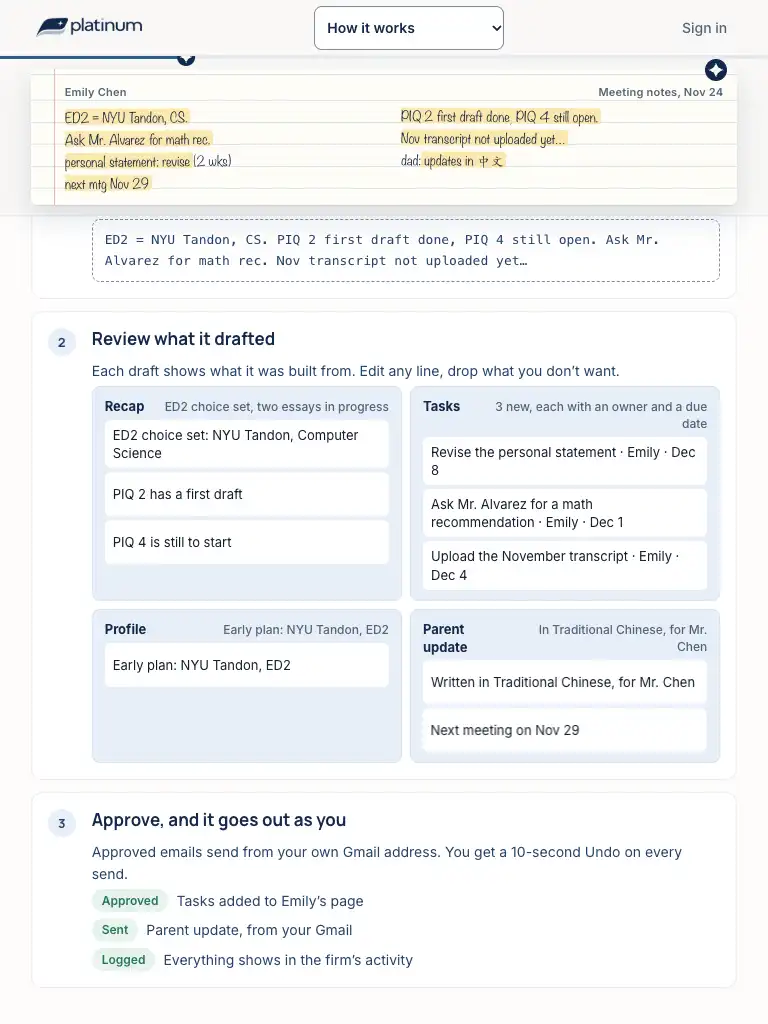 platinum
How it works
Sign in
Emily Chen
Meeting notes, Nov 24
ED2 = NYU Tandon, CS.
Ask Mr. Alvarez for math rec.
personal statement: revise (2 wks)
next mtg Nov 29
PIQ 2 first draft done, PIQ 4 still open.
Nov transcript not uploaded yet…
dad: updates in 中文
ED2 = NYU Tandon, CS. PIQ 2 first draft done, PIQ 4 still open. Ask Mr.
Alvarez for math rec. Nov transcript not uploaded yet…
2
Review what it drafted
Each draft shows what it was built from. Edit any line, drop what you don’t want.
Recap
ED2 choice set, two essays in progress
ED2 choice set: NYU Tandon, Computer
Science
PIQ 2 has a first draft
PIQ 4 is still to start
Tasks
3 new, each with an owner and a due
date
Revise the personal statement · Emily · Dec
8
Ask Mr. Alvarez for a math
recommendation · Emily · Dec 1
Upload the November transcript · Emily ·
Dec 4
Profile
Early plan: NYU Tandon, ED2
Early plan: NYU Tandon, ED2
Parent
update
In Traditional Chinese, for Mr.
Chen
Written in Traditional Chinese, for Mr. Chen
Next meeting on Nov 29
3
Approve, and it goes out as you
Approved emails send from your own Gmail address. You get a 10-second Undo on every
send.
Approved
Tasks added to Emily’s page
Sent
Parent update, from your Gmail
Logged
Everything shows in the firm’s activity